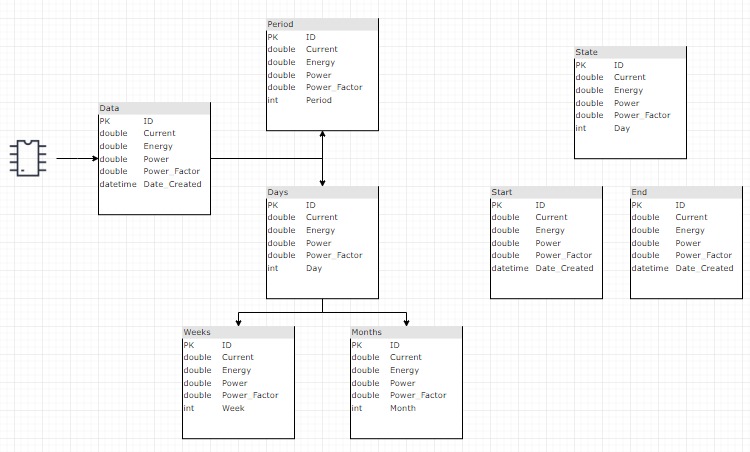 Period
PK ID
double Current
double Energy
double Power
double Power_Factor
int Period
State
PK ID
double Current
double Energy
double Power
double Power_Factor
int Day
Data
PK ID
double Current
double Energy
double Power
double Power_Factor
datetime Date_Created
Days
PK ID
double Current
double Energy
double Power
double Power_Factor
int Day
Start
PK ID
double Current
double Energy
double Power
double Power_Factor
datetime Date_Created
End
PK ID
double Current
double Energy
double Power
double Power_Factor
datetime Date_Created
Weeks
PK ID
double Current
double Energy
double Power
double Power_Factor
int Week
Months
PK ID
double Current
double Energy
double Power
double Power_Factor
int Month